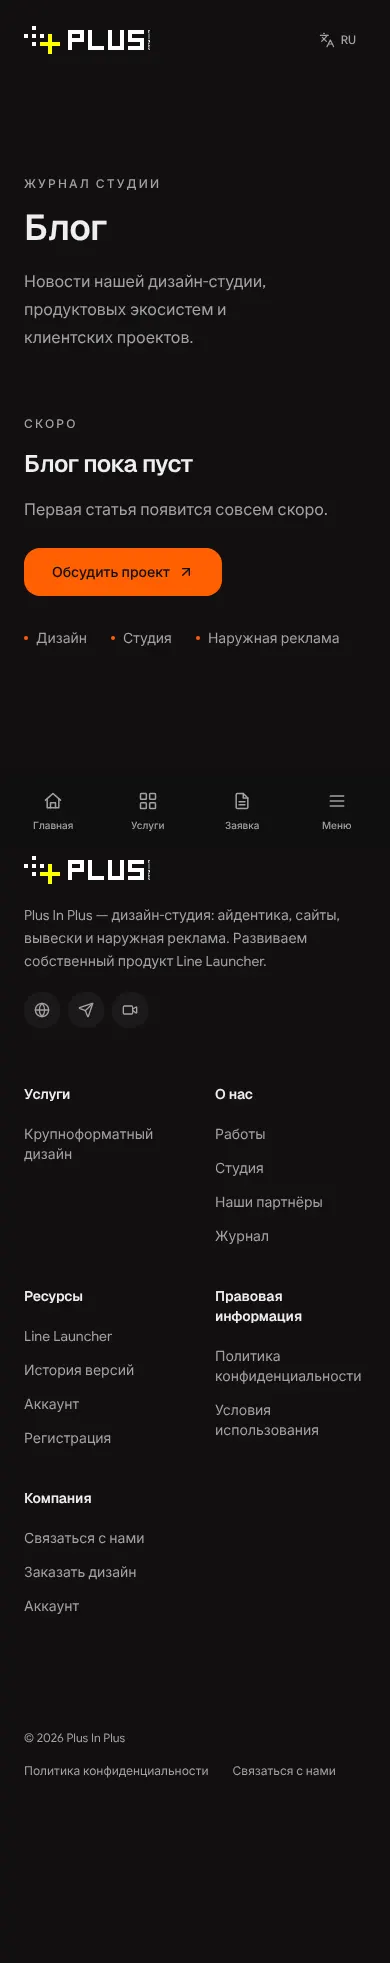 PLUS
RU
ЖУРНАЛ СТУДИИ
Блог
Новости нашей дизайн-студии,
продуктовых экосистем и
клиентских проектов.
СКОРО
Блог пока пуст
Первая статья появится совсем скоро.
Обсудить проект
Дизайн
Студия
Наружная реклама
Главная
Услуги
Заявка
Меню
PLUS
Plus In Plus — дизайн-студия: айдентика, сайты,
вывески и наружная реклама. Развиваем
собственный продукт Line Launcher.
Услуги
Крупноформатный
дизайн
О нас
Работы
Студия
Наши партнёры
Журнал
Ресурсы
Line Launcher
История версий
Аккаунт
Регистрация
Правовая
информация
Политика
конфиденциальности
Условия
использования
Компания
Связаться с нами
Заказать дизайн
Аккаунт
© 2026 Plus In Plus
Политика конфиденциальности
Связаться с нами